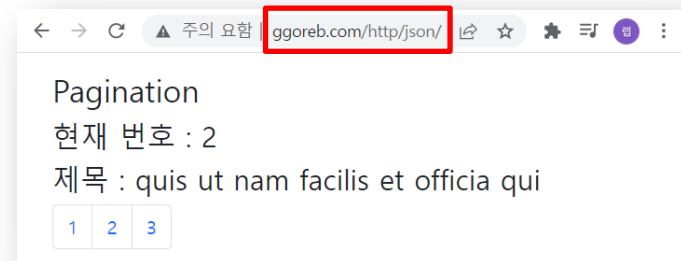 주의 요함 | ggoreb.com/http/json/
렙
Pagination
현재 번호 : 2
제목 : quis ut nam facilis et officia qui
1 2 3